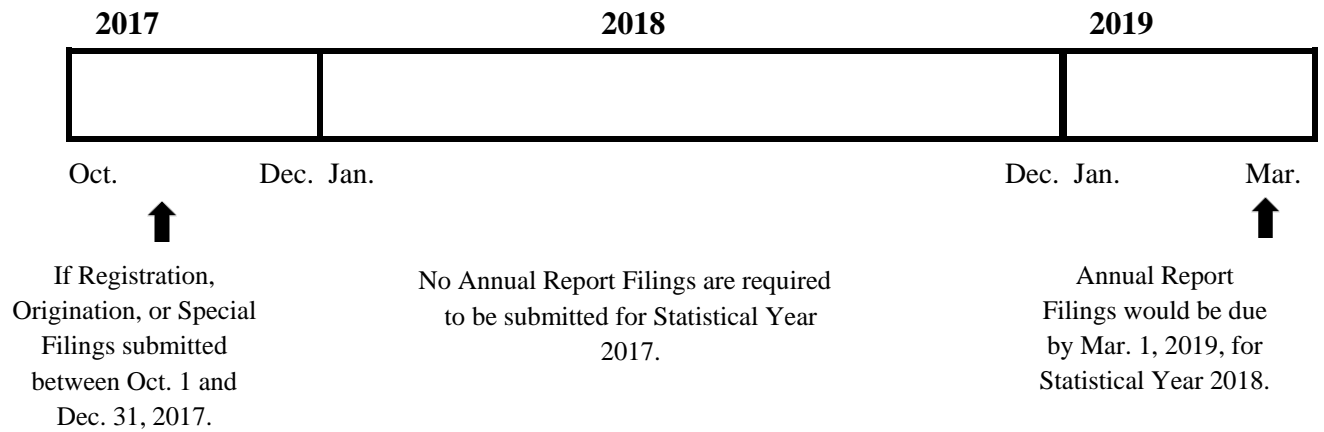 2017 2018 2019
Oct. Dec. Jan. Dec. Jan. Mar.
If Registration,
Origination, or Special
Filings submitted
between Oct. 1 and
Dec. 31, 2017.
No Annual Report Filings are required
to be submitted for Statistical Year
2017.
Annual Report
Filings would be due
by Mar. 1, 2019, for
Statistical Year 2018.